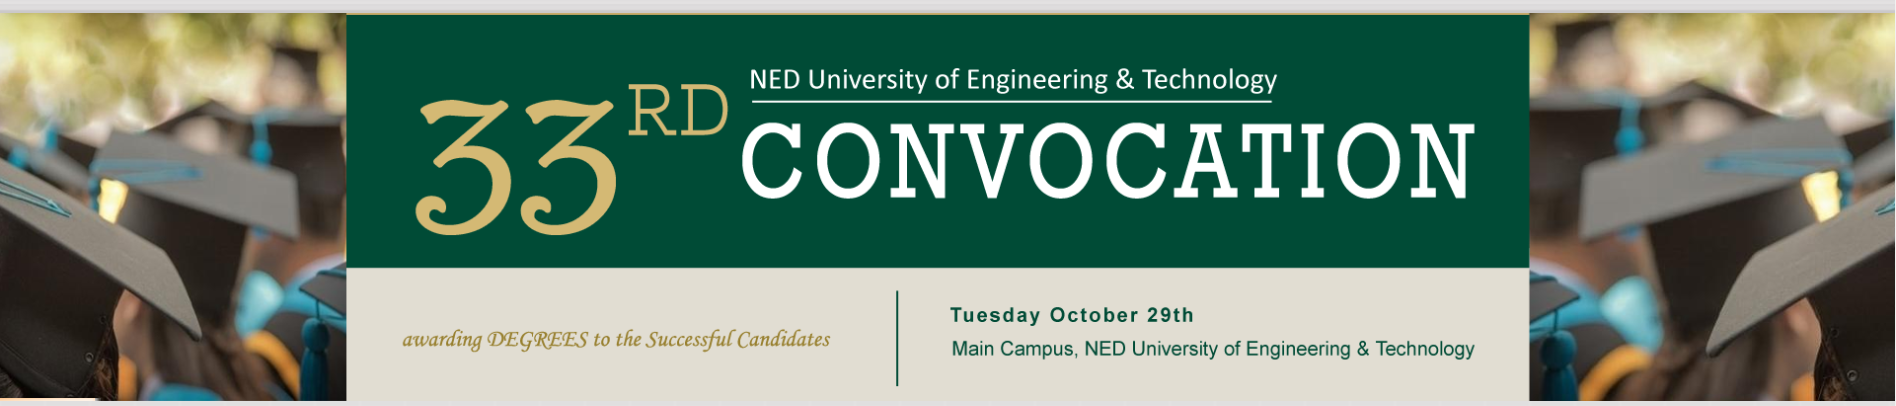 33RD
NED University of Engineering & Technology
CONVOCATION
awarding DEGREES to the Successful Candidates
Tuesday October 29th
Main Campus, NED University of Engineering & Technology